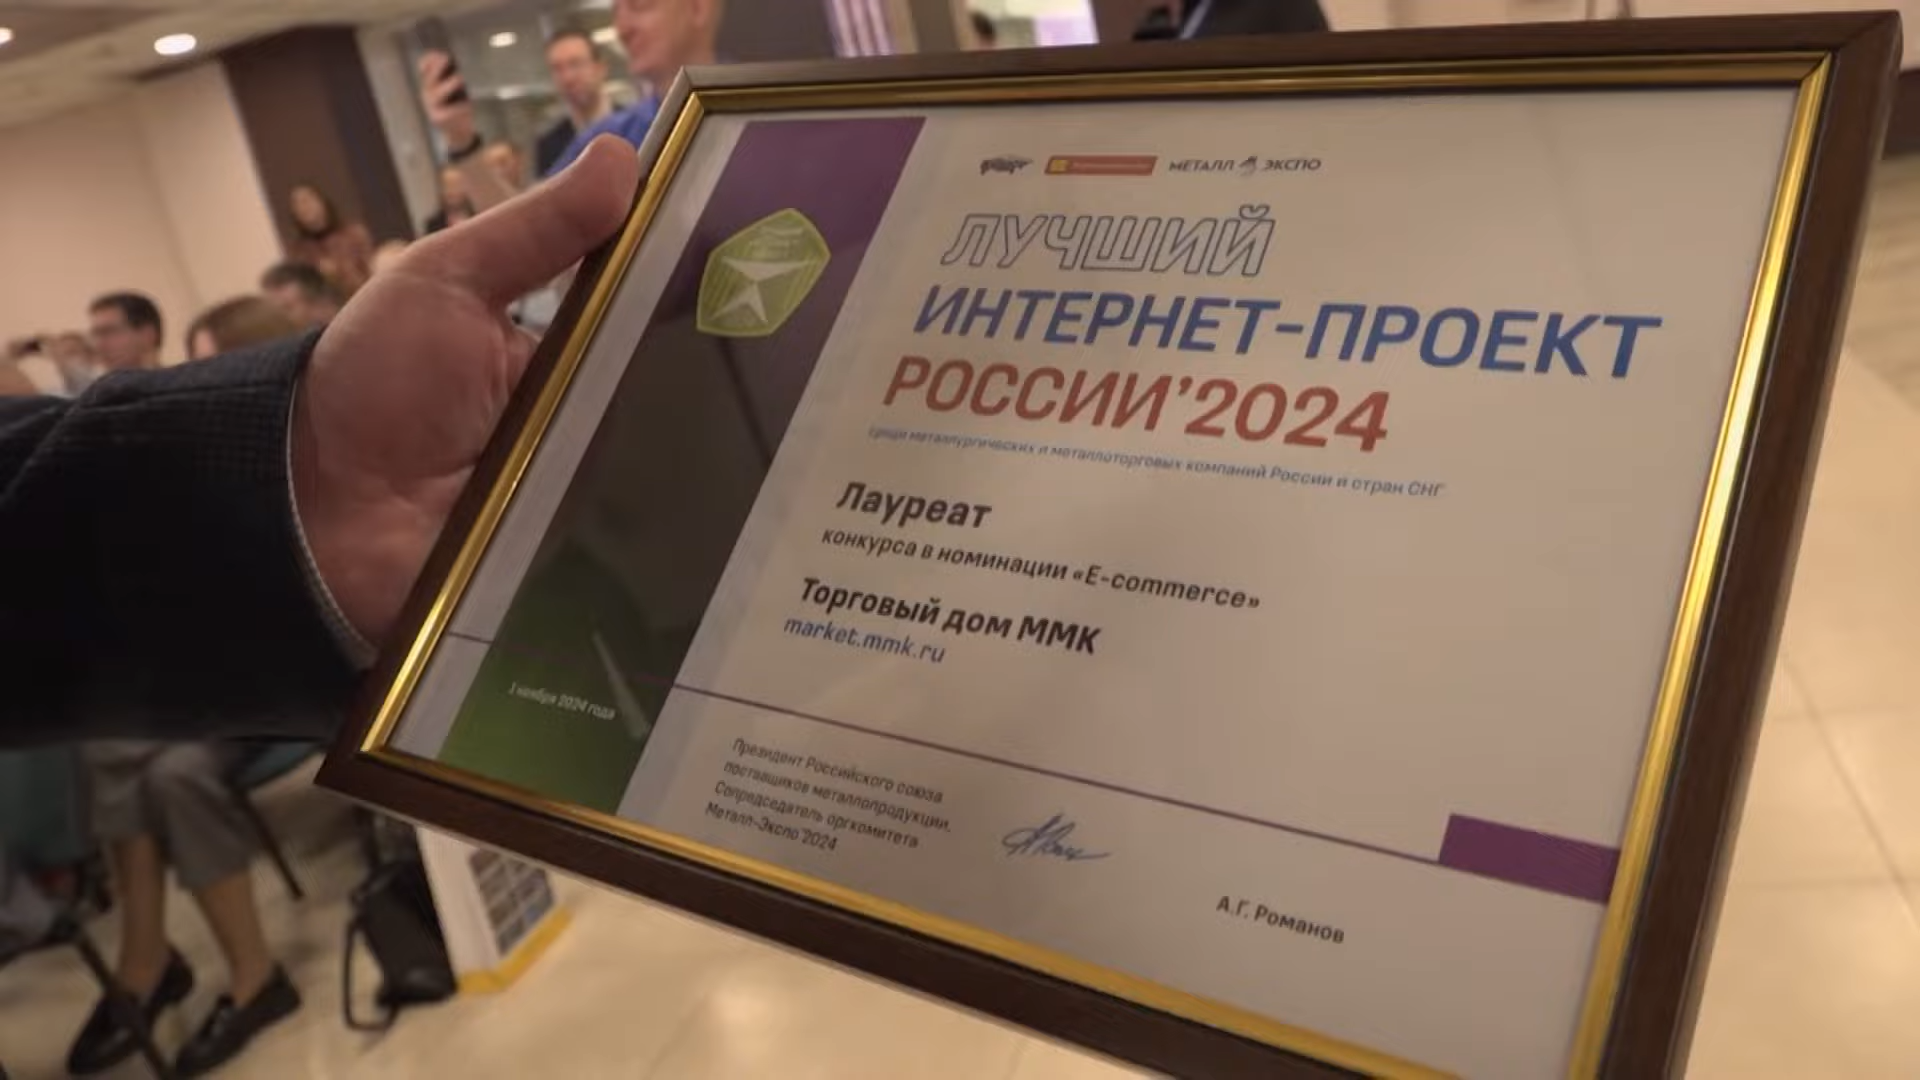 МЕТАЛЛ ЭКСПО
ЛУЧШИЙ
ИНТЕРНЕТ-ПРОЕКТ
РОССИИ’2024
среди металлургических и металлоторговых компаний России и стран СНГ
Лауреат
конкурса в номинации «E-commerce»
Торговый дом ММК
market.mmk.ru
1 ноября 2024 года
Президент Российского союза
поставщиков металлопродукции,
Сопредседатель оргкомитета
Металл-Экспо'2024
А.Г. Романов